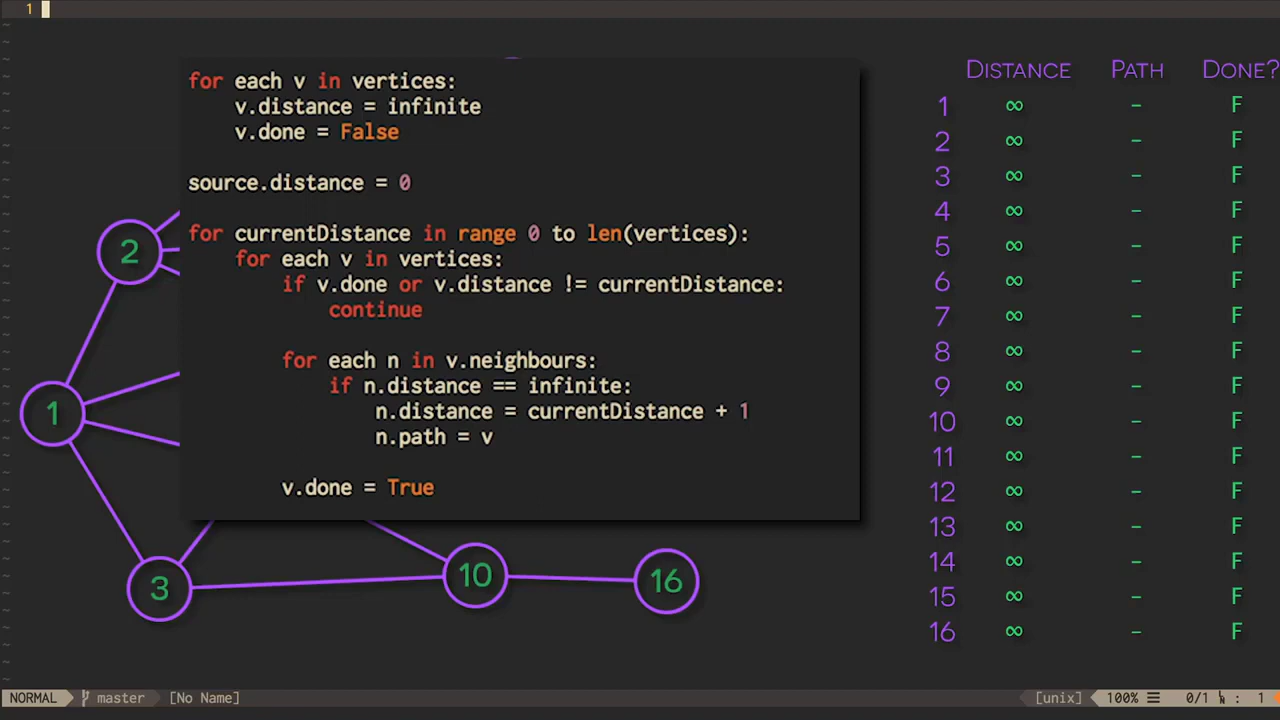 1
for each v in vertices:
v.distance = infinite
v.done = False
source.distance = 0
for currentDistance in range 0 to len(vertices):
for each v in vertices:
if v.done or v.distance != currentDistance:
continue
for each n in v.neighbours:
if n.distance == infinite:
n.distance = currentDistance + 1
n.path = v
v.done = True
2
1
3
10
16
DISTANCE PATH DONE?
1 ∞ - F
2 ∞ - F
3 ∞ - F
4 ∞ - F
5 ∞ - F
6 ∞ - F
7 ∞ - F
8 ∞ - F
9 ∞ - F
10 ∞ - F
11 ∞ - F
12 ∞ - F
13 ∞ - F
14 ∞ - F
15 ∞ - F
16 ∞ - F
NORMAL master [No Name] [unix] 100% ☰ 0/1 : 1